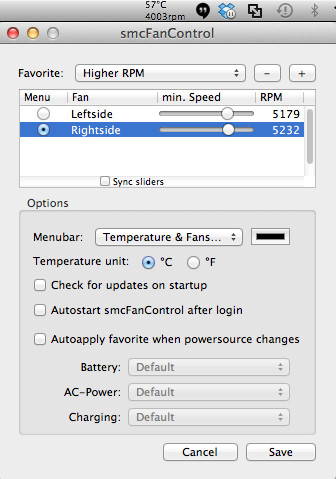 57°C
4003rpm
smcFanControl
Favorite: Higher RPM - +
Menu Fan min. Speed RPM
Leftside 5179
Rightside 5232
Sync sliders
Options
Menubar: Temperature & Fans...
Temperature unit: °C °F
Check for updates on startup
Autostart smcFanControl after login
Autoapply favorite when powersource changes
Battery: Default
AC-Power: Default
Charging: Default
Cancel Save